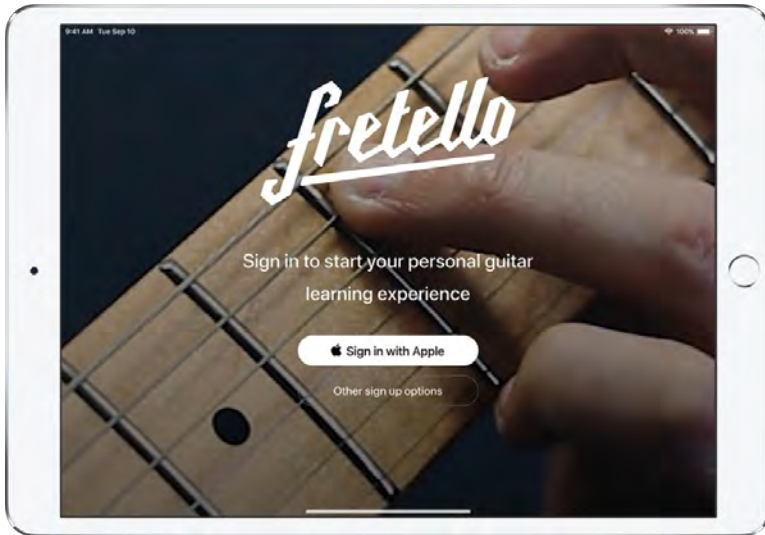 9:41 AM Tue Sep 10
100%
fretello
Sign in to start your personal guitar
learning experience
Sign in with Apple
Other sign up options